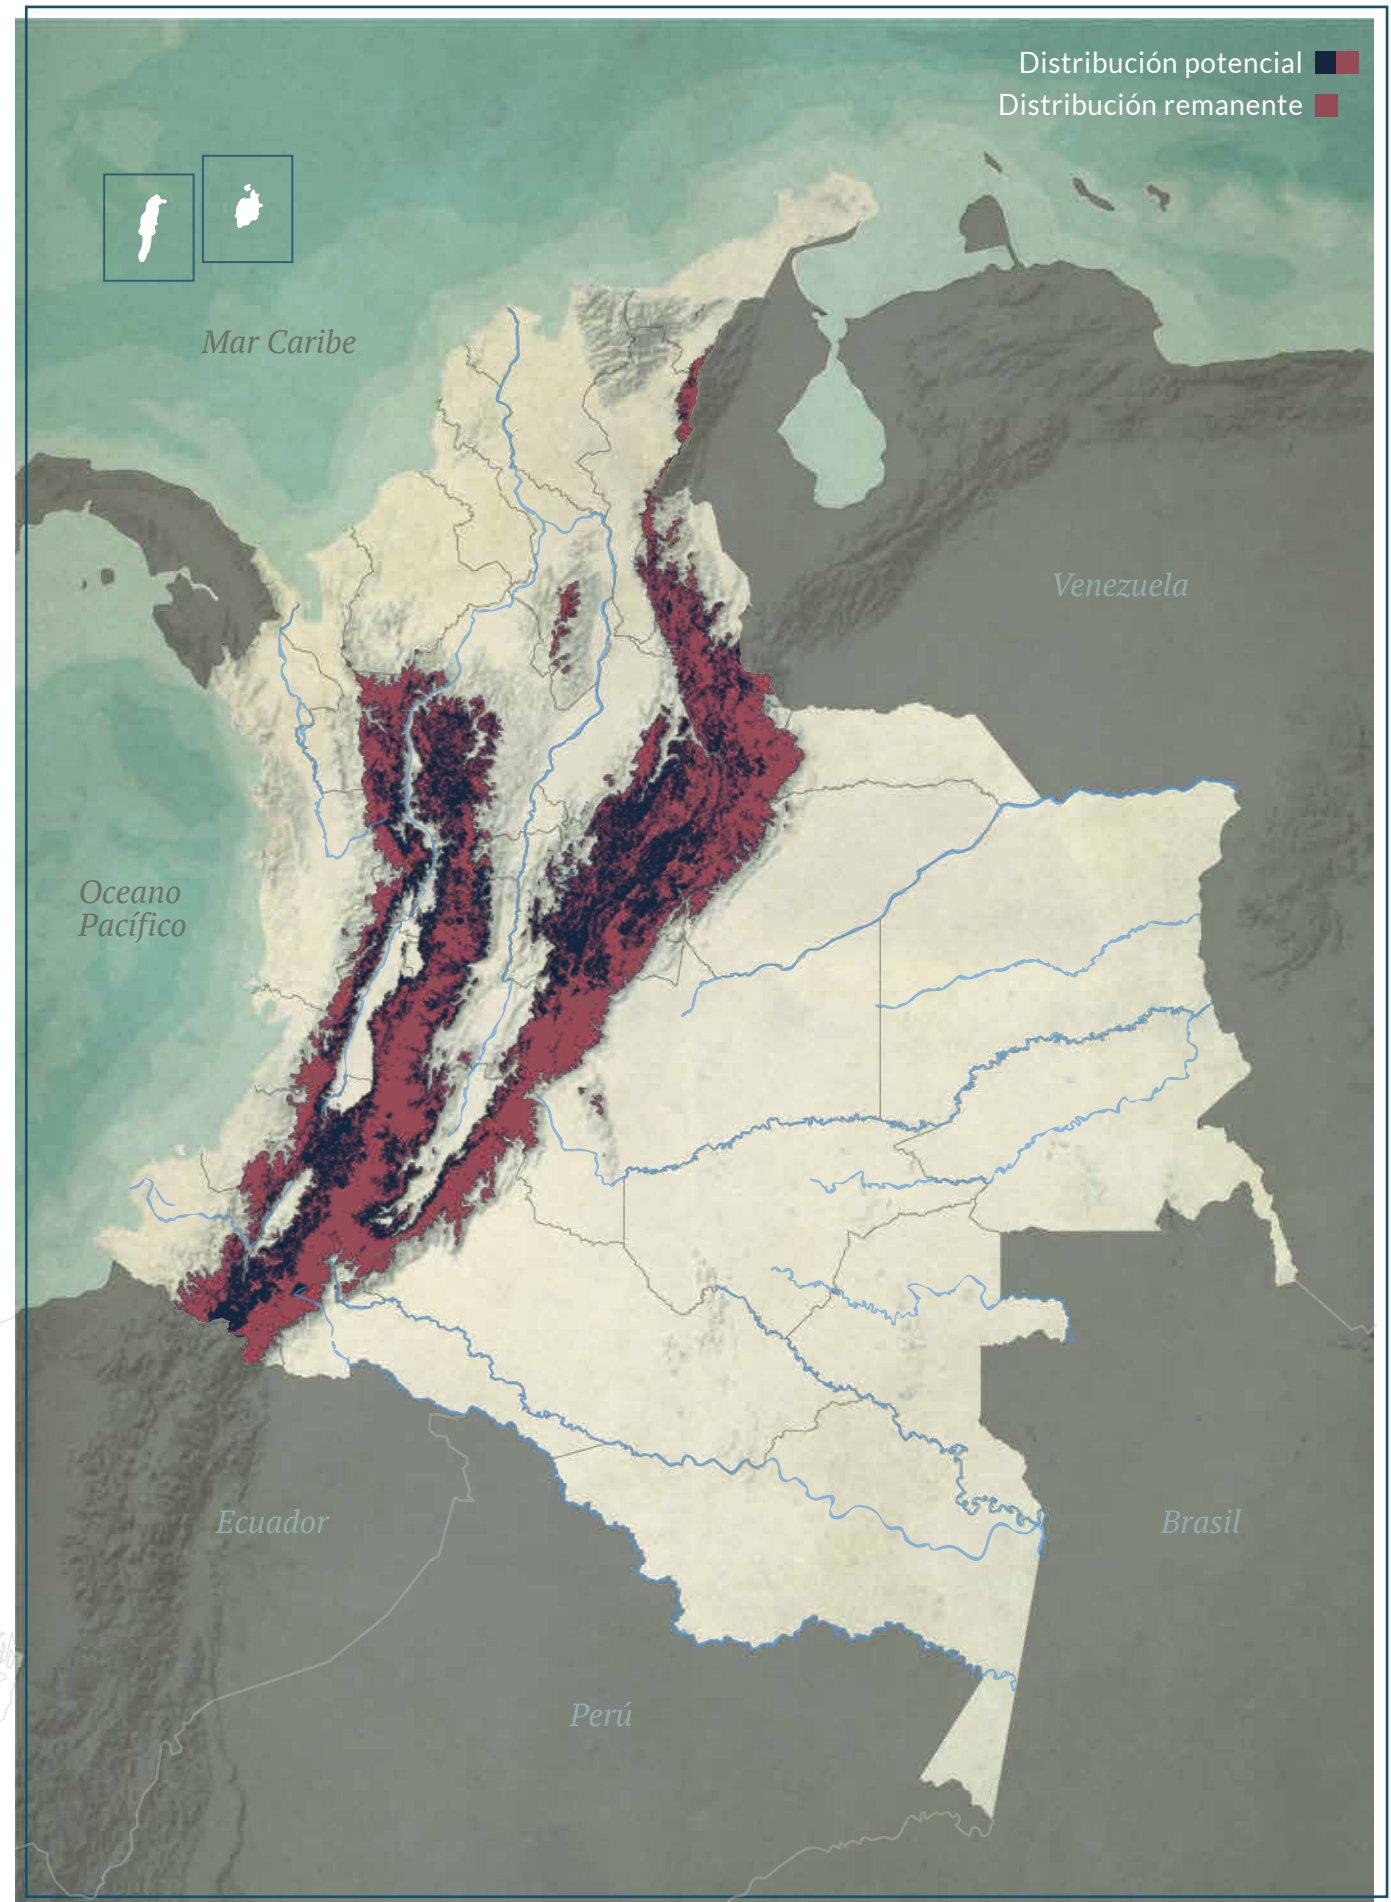 Distribución potencial
Distribución remanente
Mar Caribe
Venezuela
Oceano
Pacífico
Ecuador
Brasil
Perú